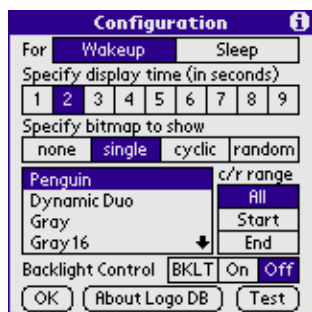 Configuration i
For Wakeup Sleep
Specify display time (in seconds)
1 2 3 4 5 6 7 8 9
Specify bitmap to show
none single cyclic random
Penguin c/r range
Dynamic Duo All
Gray Start
Gray16 End
Backlight Control BKLT On Off
OK About Logo DB Test